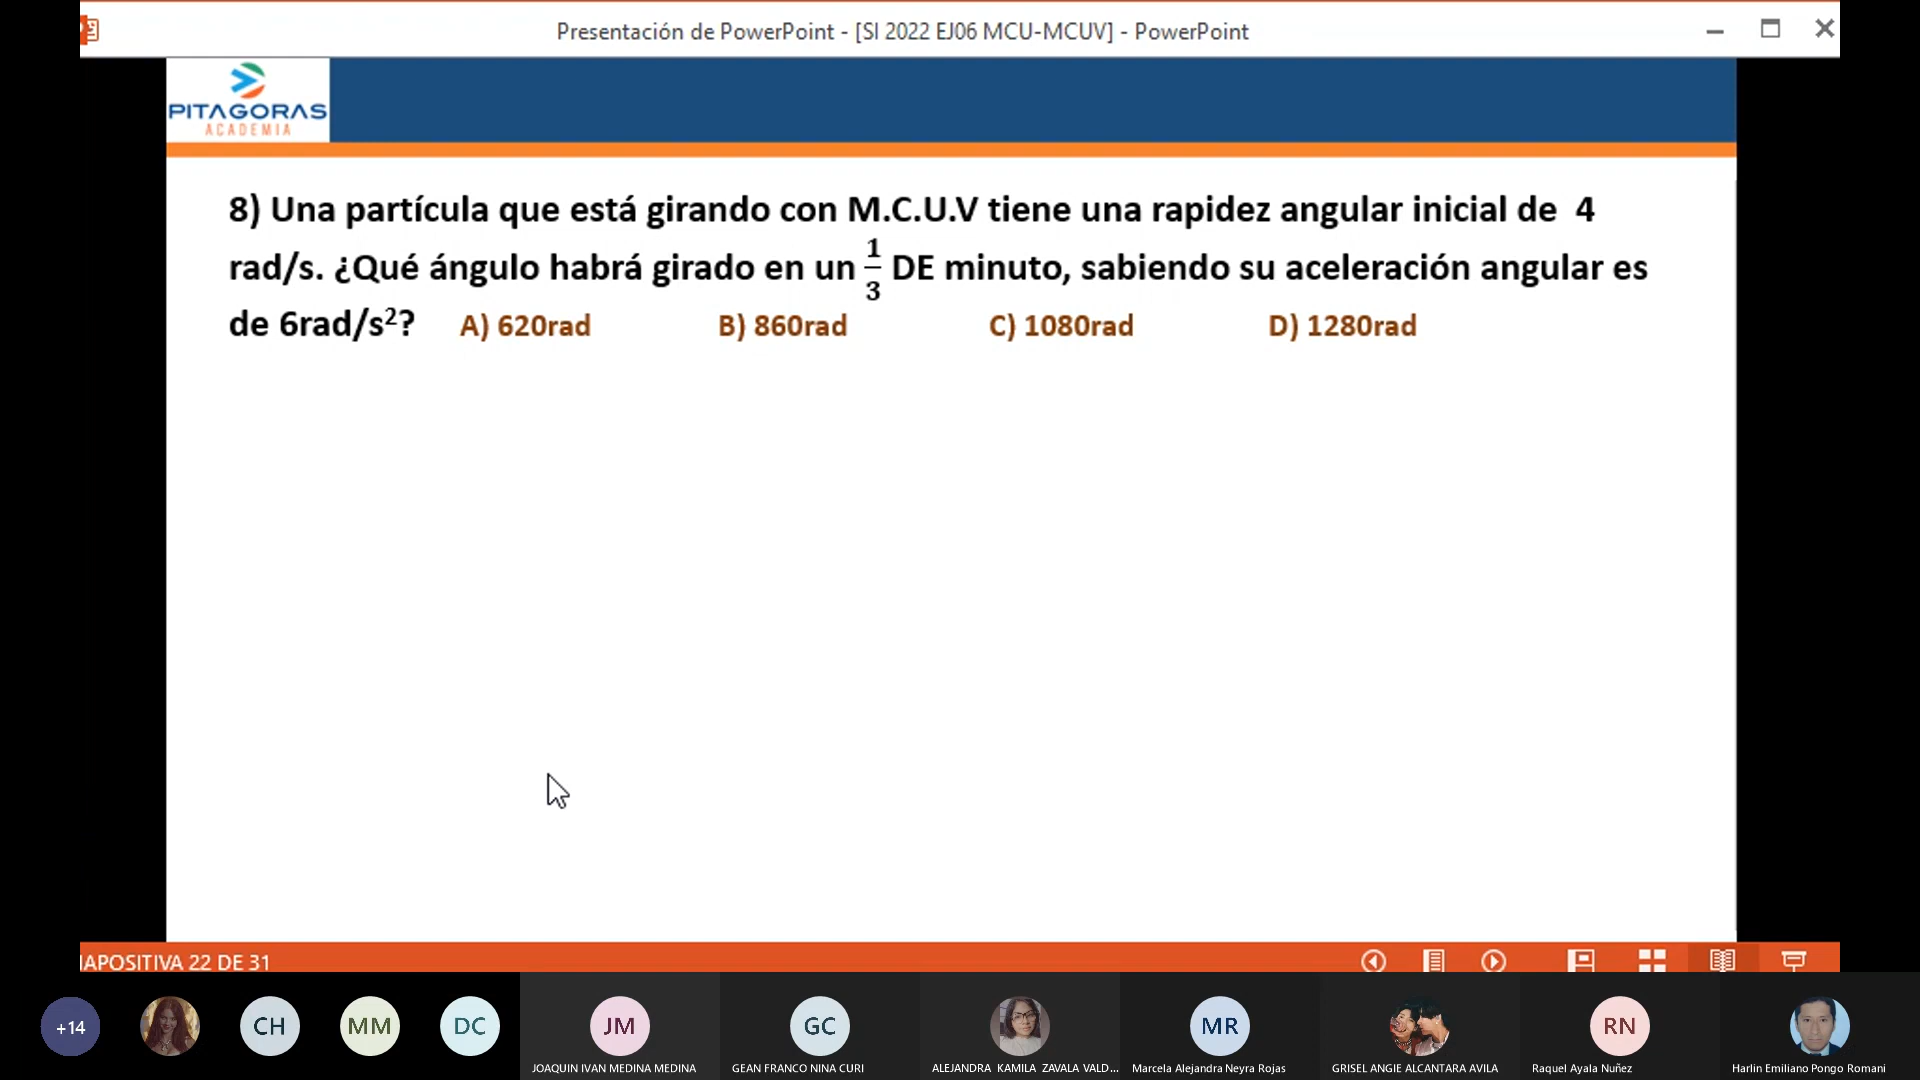 Presentación de PowerPoint - [SI 2022 EJ06 MCU-MCUV] - PowerPoint
PITAGORAS
ACADEMIA
8) Una partícula que está girando con M.C.U.V tiene una rapidez angular inicial de 4
rad/s. ¿Qué ángulo habrá girado en un 1/3 DE minuto, sabiendo su aceleración angular es
de 6rad/s²? A) 620rad B) 860rad C) 1080rad D) 1280rad
IAPOSITIVA 22 DE 31
+14 CH MM DC JM GC MR RN
JOAQUIN IVAN MEDINA MEDINA GEAN FRANCO NINA CURI ALEJANDRA KAMILA ZAVALA VALD... Marcela Alejandra Neyra Rojas GRISEL ANGIE ALCANTARA AVILA Raquel Ayala Nuñez Harlin Emiliano Pongo Romani